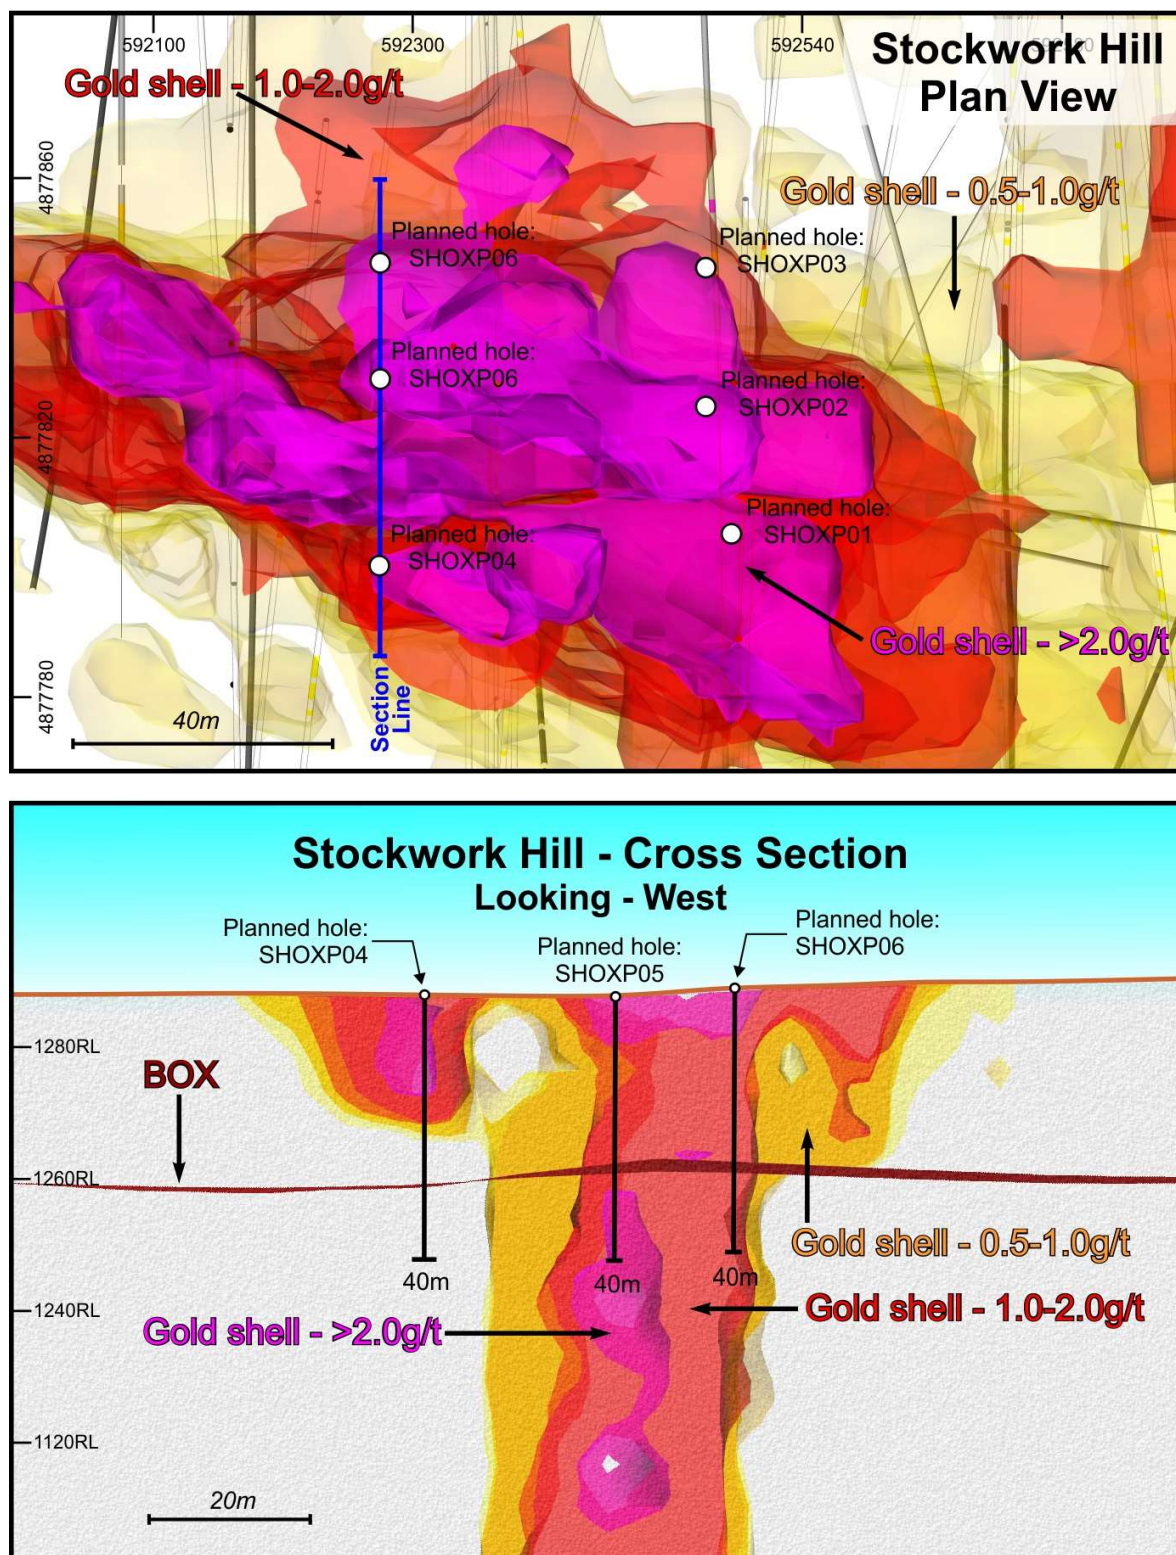 592100
592300
592540
Stockwork Hill
Plan View
Gold shell - 1.0-2.0g/t
4877860
Gold shell - 0.5-1.0g/t
Planned hole:
SHOXP06
Planned hole:
SHOXP03
Planned hole:
SHOXP06
Planned hole:
SHOXP02
4877820
Planned hole:
SHOXP01
Planned hole:
SHOXP04
Gold shell - >2.0g/t
4877780
40m
Section
Line
Stockwork Hill - Cross Section
Looking - West
Planned hole:
SHOXP04
Planned hole:
SHOXP05
Planned hole:
SHOXP06
1280RL
BOX
1260RL
Gold shell - 0.5-1.0g/t
40m
40m
40m
1240RL
Gold shell - 1.0-2.0g/t
Gold shell - >2.0g/t
1120RL
20m